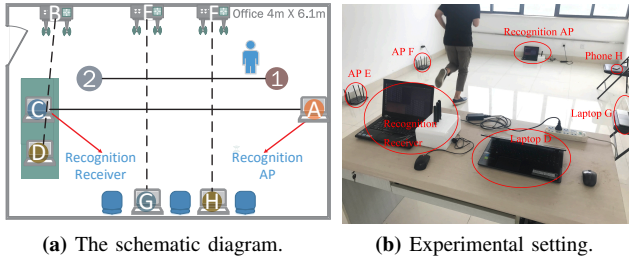 B F E Office 4m X 6.1m
2 1
C A
D
Recognition
Receiver
Recognition
AP
G H
(a) The schematic diagram.
Recognition AP
AP F
Phone H
AP E
Laptop G
Recognition
Receiver
Laptop D
(b) Experimental setting.